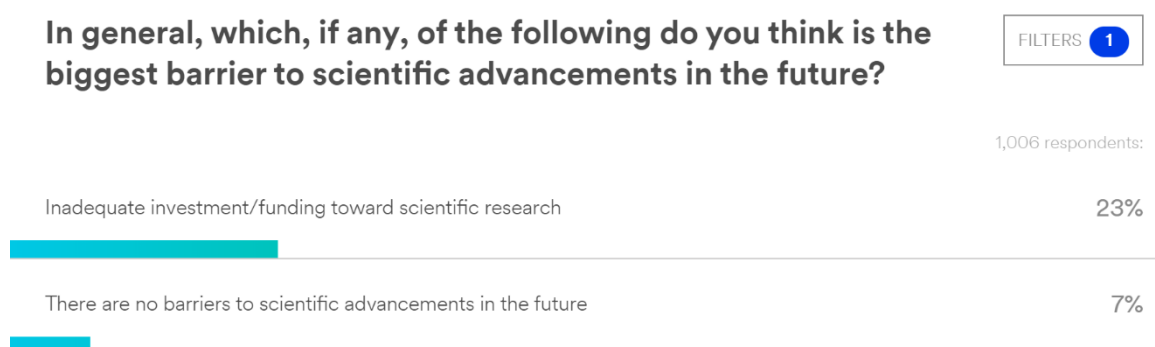 In general, which, if any, of the following do you think is the
biggest barrier to scientific advancements in the future?
FILTERS 1
1,006 respondents:
Inadequate investment/funding toward scientific research
23%
There are no barriers to scientific advancements in the future
7%